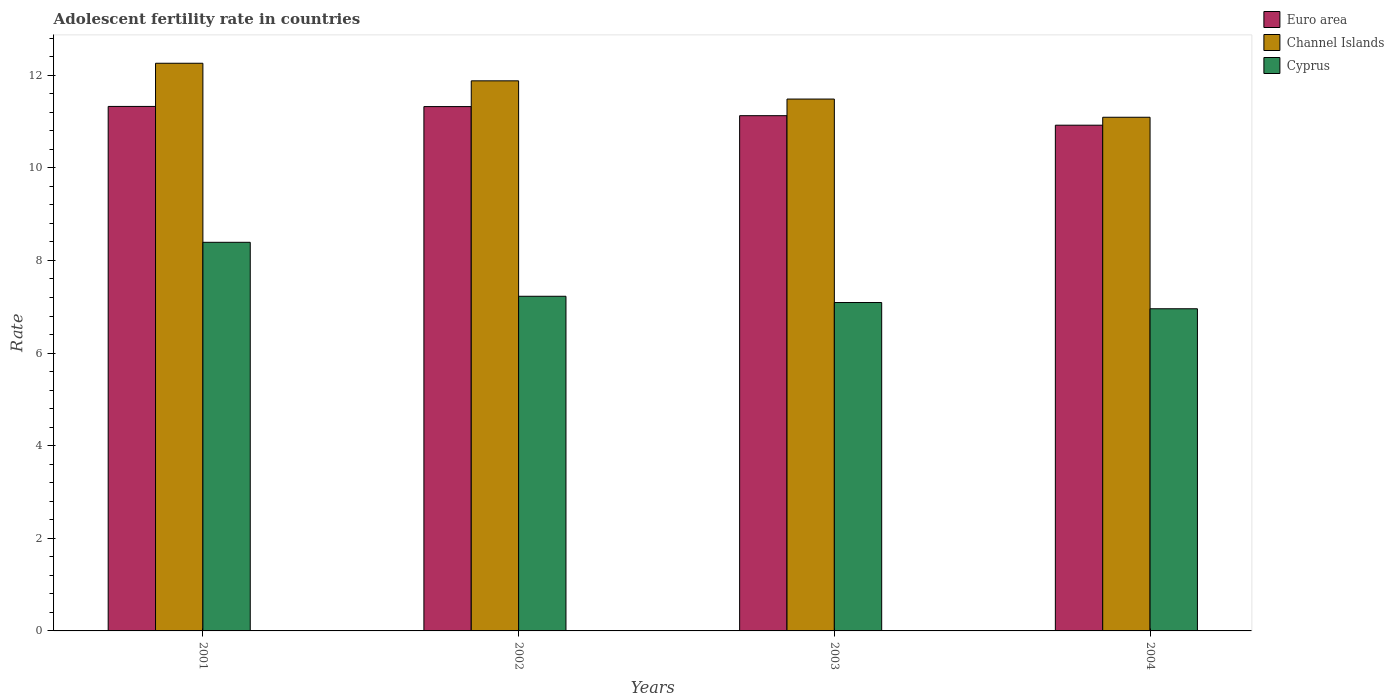 Adolescent fertility rate in countries
Euro area
Channel Islands
Cyprus
Rate
12
10
8
6
4
2
0
2001
2002
2003
2004
Years